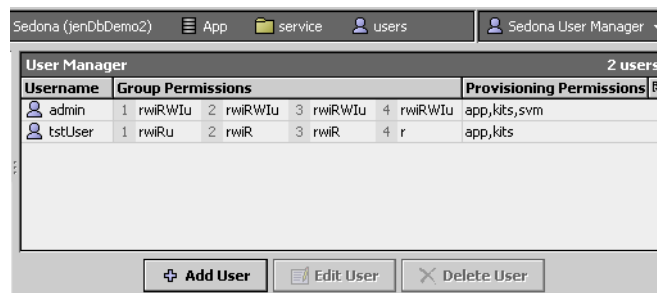 Sedona (jenDbDemo2) App service users Sedona User Manager
User Manager 2 users
Username Group Permissions Provisioning Permissions
admin 1 rwiRWIu 2 rwiRWIu 3 rwiRWIu 4 rwiRWIu app,kits,svm
tstUser 1 rwiRu 2 rwiR 3 rwiR 4 r app,kits
Add User Edit User Delete User